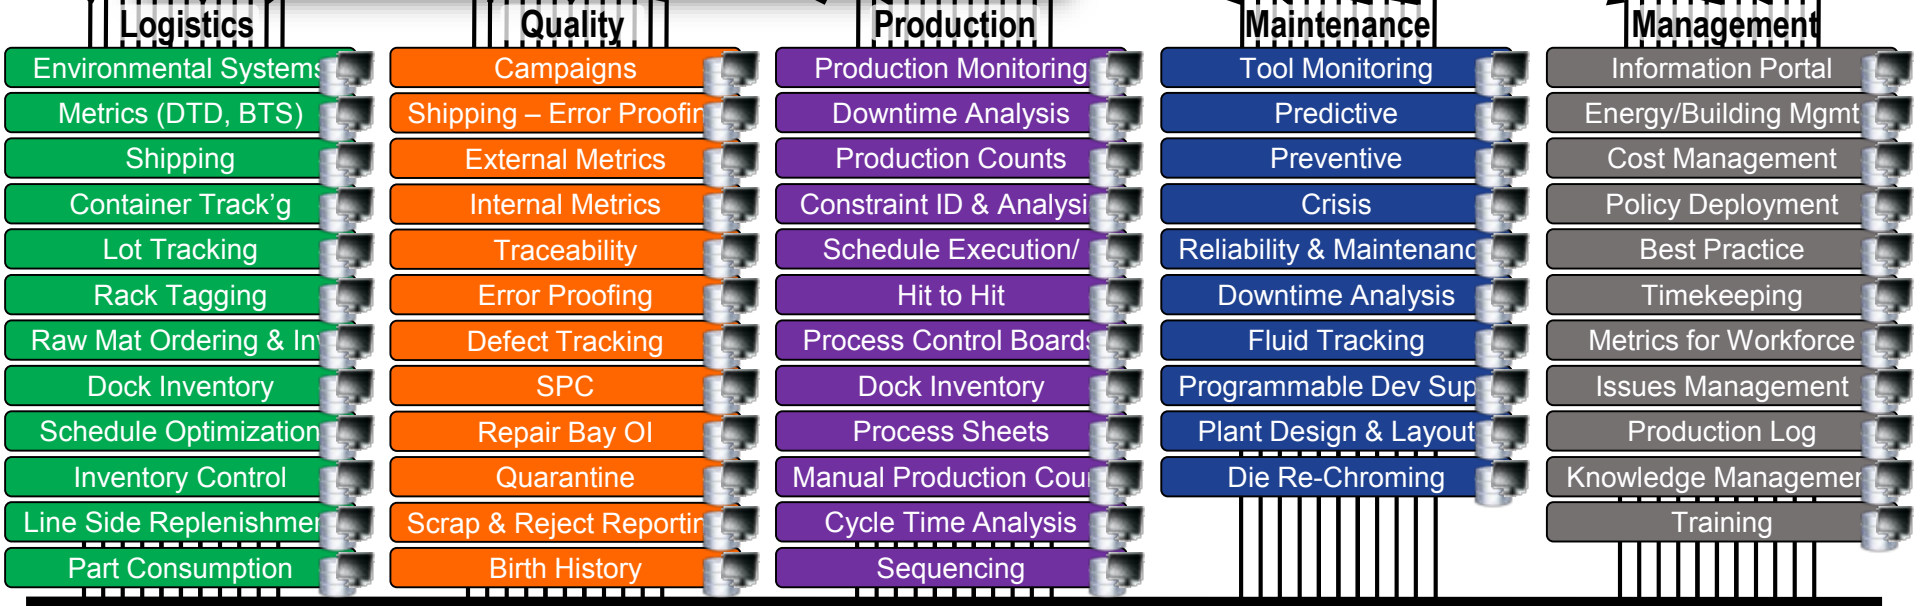 Logistics
Environmental Systems
Metrics (DTD, BTS)
Shipping
Container Track’g
Lot Tracking
Rack Tagging
Raw Mat Ordering & Inv
Dock Inventory
Schedule Optimization
Inventory Control
Line Side Replenishmen
Part Consumption
Quality
Campaigns
Shipping – Error Proofin
External Metrics
Internal Metrics
Traceability
Error Proofing
Defect Tracking
SPC
Repair Bay OI
Quarantine
Scrap & Reject Reportin
Birth History
Production
Production Monitoring
Downtime Analysis
Production Counts
Constraint ID & Analysi
Schedule Execution/
Hit to Hit
Process Control Boards
Dock Inventory
Process Sheets
Manual Production Coun
Cycle Time Analysis
Sequencing
Maintenance
Tool Monitoring
Predictive
Preventive
Crisis
Reliability & Maintenanc
Downtime Analysis
Fluid Tracking
Programmable Dev Sup
Plant Design & Layout
Die Re-Chroming
Management
Information Portal
Energy/Building Mgmt
Cost Management
Policy Deployment
Best Practice
Timekeeping
Metrics for Workforce
Issues Management
Production Log
Knowledge Managemen
Training